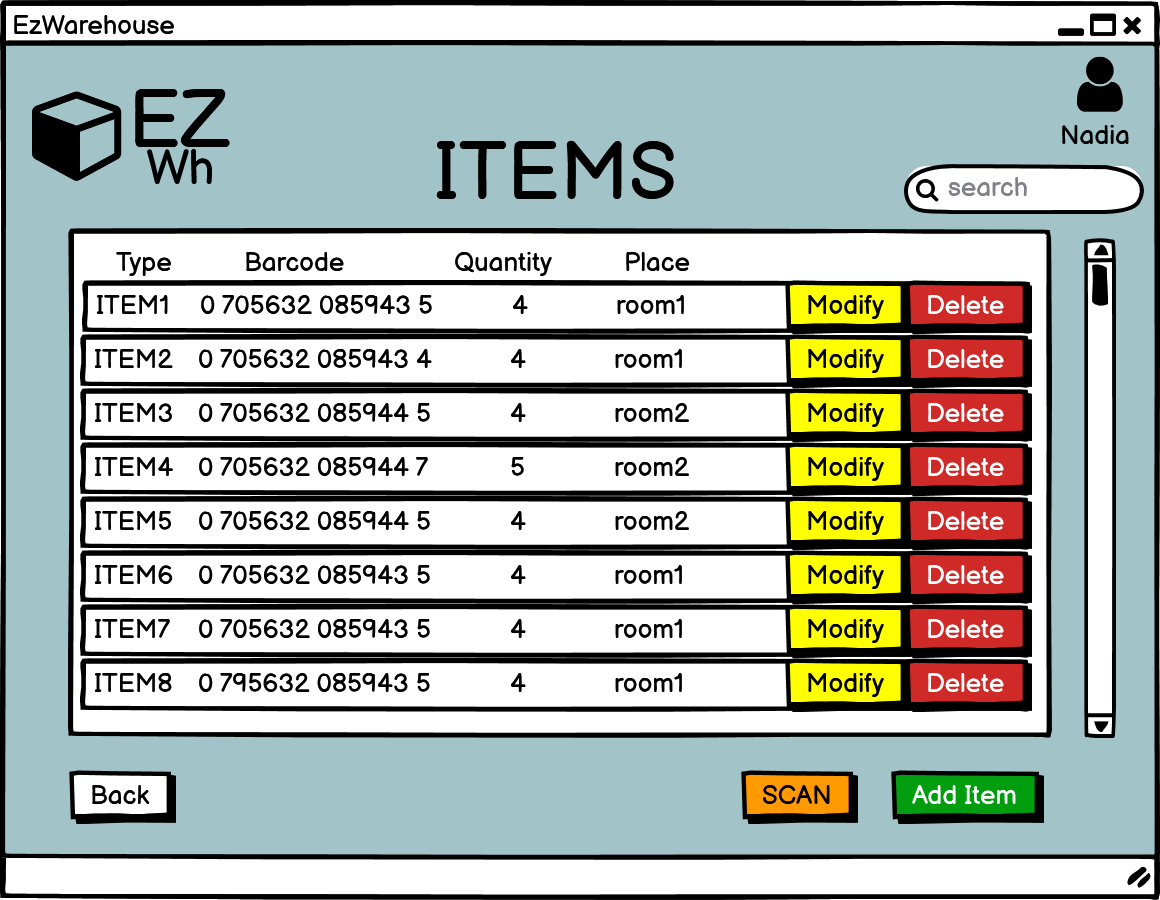 EzWarehouse
EZ
Wh
Nadia
ITEMS
search
Type Barcode Quantity Place
ITEM1 0 705632 085943 5 4 room1 Modify Delete
ITEM2 0 705632 085943 4 4 room1 Modify Delete
ITEM3 0 705632 085944 5 4 room2 Modify Delete
ITEM4 0 705632 085944 7 5 room2 Modify Delete
ITEM5 0 705632 085944 5 4 room2 Modify Delete
ITEM6 0 705632 085943 5 4 room1 Modify Delete
ITEM7 0 705632 085943 5 4 room1 Modify Delete
ITEM8 0 795632 085943 5 4 room1 Modify Delete
Back SCAN Add Item